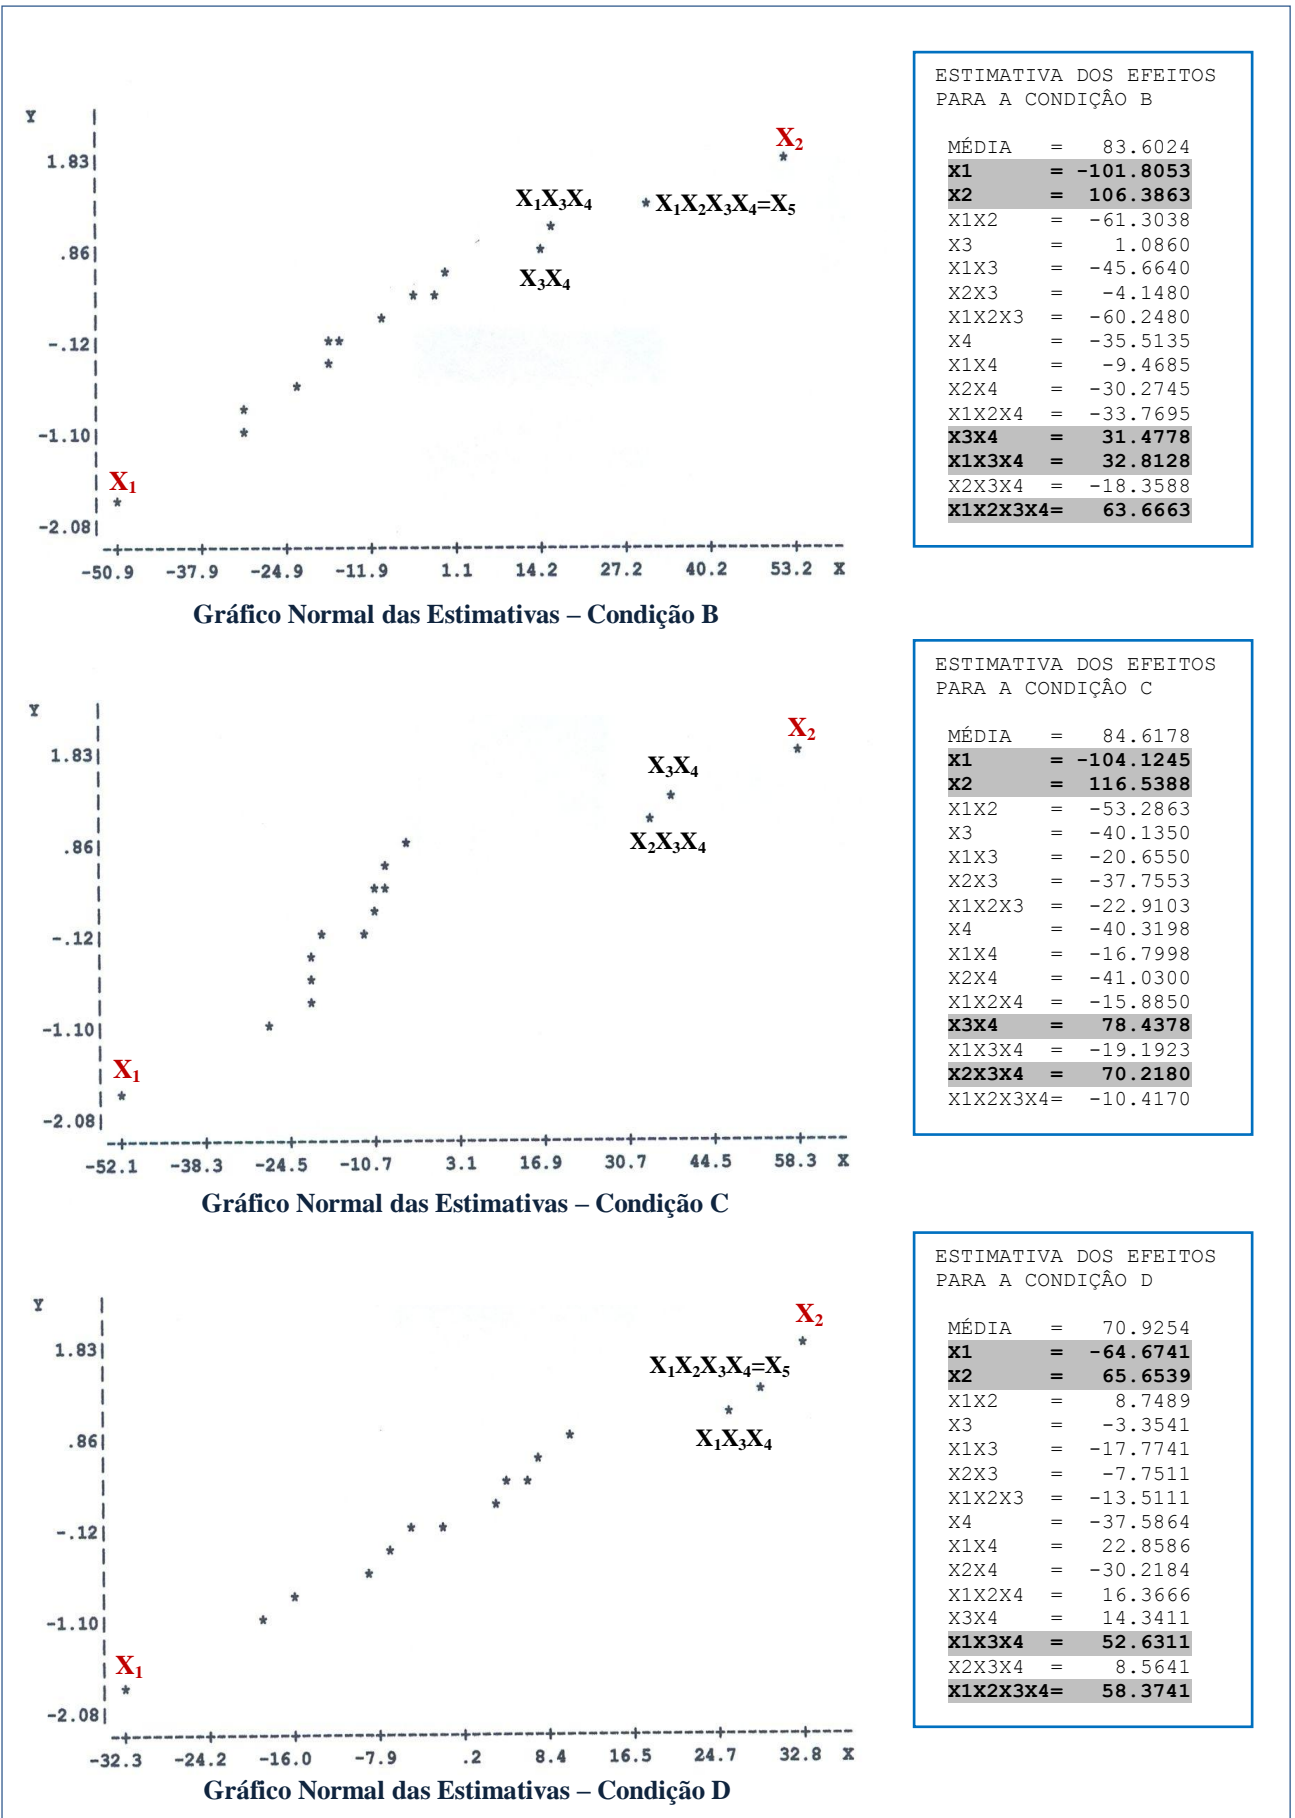 Y
1.83
.86
-.12
-1.10
-2.08
X₂
X₁X₃X₄
X₁X₂X₃X₄=X₅
X₃X₄
X₁
-50.9 -37.9 -24.9 -11.9 1.1 14.2 27.2 40.2 53.2 X
Gráfico Normal das Estimativas – Condição B
ESTIMATIVA DOS EFEITOS
PARA A CONDIÇÂO B
MÉDIA = 83.6024
X1 = -101.8053
X2 = 106.3863
X1X2 = -61.3038
X3 = 1.0860
X1X3 = -45.6640
X2X3 = -4.1480
X1X2X3 = -60.2480
X4 = -35.5135
X1X4 = -9.4685
X2X4 = -30.2745
X1X2X4 = -33.7695
X3X4 = 31.4778
X1X3X4 = 32.8128
X2X3X4 = -18.3588
X1X2X3X4= 63.6663
Y
1.83
.86
-.12
-1.10
-2.08
X₂
X₃X₄
X₂X₃X₄
X₁
-52.1 -38.3 -24.5 -10.7 3.1 16.9 30.7 44.5 58.3 X
Gráfico Normal das Estimativas – Condição C
ESTIMATIVA DOS EFEITOS
PARA A CONDIÇÂO C
MÉDIA = 84.6178
X1 = -104.1245
X2 = 116.5388
X1X2 = -53.2863
X3 = -40.1350
X1X3 = -20.6550
X2X3 = -37.7553
X1X2X3 = -22.9103
X4 = -40.3198
X1X4 = -16.7998
X2X4 = -41.0300
X1X2X4 = -15.8850
X3X4 = 78.4378
X1X3X4 = -19.1923
X2X3X4 = 70.2180
X1X2X3X4= -10.4170
Y
1.83
.86
-.12
-1.10
-2.08
X₂
X₁X₂X₃X₄=X₅
X₁X₃X₄
X₁
-32.3 -24.2 -16.0 -7.9 .2 8.4 16.5 24.7 32.8 X
Gráfico Normal das Estimativas – Condição D
ESTIMATIVA DOS EFEITOS
PARA A CONDIÇÂO D
MÉDIA = 70.9254
X1 = -64.6741
X2 = 65.6539
X1X2 = 8.7489
X3 = -3.3541
X1X3 = -17.7741
X2X3 = -7.7511
X1X2X3 = -13.5111
X4 = -37.5864
X1X4 = 22.8586
X2X4 = -30.2184
X1X2X4 = 16.3666
X3X4 = 14.3411
X1X3X4 = 52.6311
X2X3X4 = 8.5641
X1X2X3X4= 58.3741